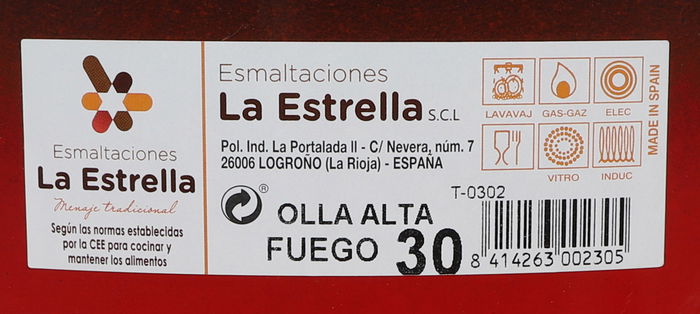 Esmaltaciones
La Estrella
Menaje tradicional
Según las normas establecidas
por la CEE para cocinar y
mantener los alimentos
Esmaltaciones
La Estrella S.C.L
Pol. Ind. La Portalada II - C/ Nevera, núm. 7
26006 LOGROÑO (La Rioja) - ESPAÑA
®
OLLA ALTA
FUEGO 30
LAVAVAJ GAS-GAZ ELEC
VITRO INDUC
MADE IN SPAIN
T-0302
8 414263 002305